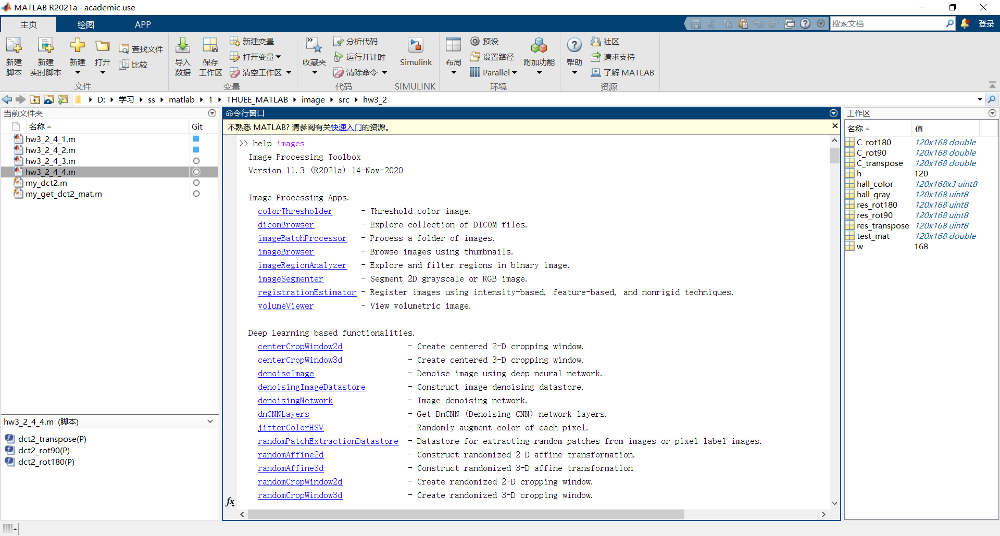 MATLAB R2021a - academic use
主页 绘图 APP 搜索文档 登录
新建脚本
新建实时脚本
新建
打开
查找文件
比较
文件
导入数据
保存工作区
新建变量
打开变量
清空工作区
变量
收藏夹
分析代码
运行并计时
清除命令
代码
Simulink
SIMULINK
布局
预设
设置路径
Parallel
附加功能
环境
帮助
社区
请求支持
了解 MATLAB
资源
D: 学习 ss matlab 1 THUEE_MATLAB image src hw3_2
当前文件夹
名称 Git
hw3_2_4_1.m
hw3_2_4_2.m
hw3_2_4_3.m
hw3_2_4_4.m
my_dct2.m
my_get_dct2_mat.m
hw3_2_4_4.m (脚本)
dct2_transpose(P)
dct2_rot90(P)
dct2_rot180(P)
命令行窗口
不熟悉 MATLAB? 请参阅有关快速入门的资源。
>> help images
Image Processing Toolbox
Version 11.3 (R2021a) 14-Nov-2020
Image Processing Apps.
colorThresholder - Threshold color image.
dicomBrowser - Explore collection of DICOM files.
imageBatchProcessor - Process a folder of images.
imageBrowser - Browse images using thumbnails.
imageRegionAnalyzer - Explore and filter regions in binary image.
imageSegmenter - Segment 2D grayscale or RGB image.
registrationEstimator - Register images using intensity-based, feature-based, and nonrigid techniques.
volumeViewer - View volumetric image.
Deep Learning based functionalities.
centerCropWindow2d - Create centered 2-D cropping window.
centerCropWindow3d - Create centered 3-D cropping window.
denoiseImage - Denoise image using deep neural network.
denoisingImageDatastore - Construct image denoising datastore.
denoisingNetwork - Image denoising network.
dnCNNLayers - Get DnCNN (Denoising CNN) network layers.
jitterColorHSV - Randomly augment color of each pixel.
randomPatchExtractionDatastore - Datastore for extracting random patches from images or pixel label images.
randomAffine2d - Construct randomized 2-D affine transformation.
randomAffine3d - Construct randomized 3-D affine transformation
randomCropWindow2d - Create randomized 2-D cropping window.
randomCropWindow3d - Create randomized 3-D cropping window.
fx
工作区
名称 值
C_rot180 120x168 double
C_rot90 120x168 double
C_transpose 120x168 double
h 120
hall_color 120x168x3 uint8
hall_gray 120x168 uint8
res_rot180 120x168 uint8
res_rot90 120x168 uint8
res_transpose 120x168 uint8
test_mat 120x168 double
w 168